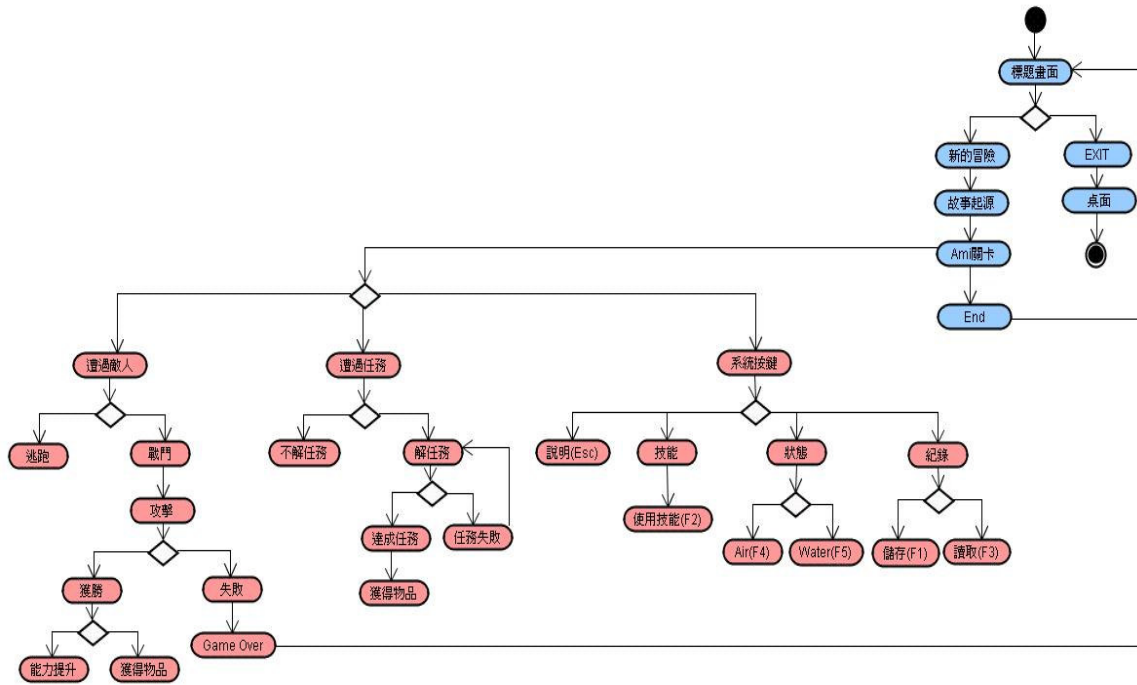 標題畫面
新的冒險
EXIT
故事起源
桌面
Ami關卡
End
遭遇敵人
遭遇任務
系統按鍵
逃跑
戰鬥
不解任務
解任務
說明(Esc)
技能
狀態
紀錄
攻擊
達成任務
任務失敗
使用技能(F2)
Air(F4)
Water(F5)
儲存(F1)
讀取(F3)
獲勝
失敗
獲得物品
Game Over
能力提升
獲得物品